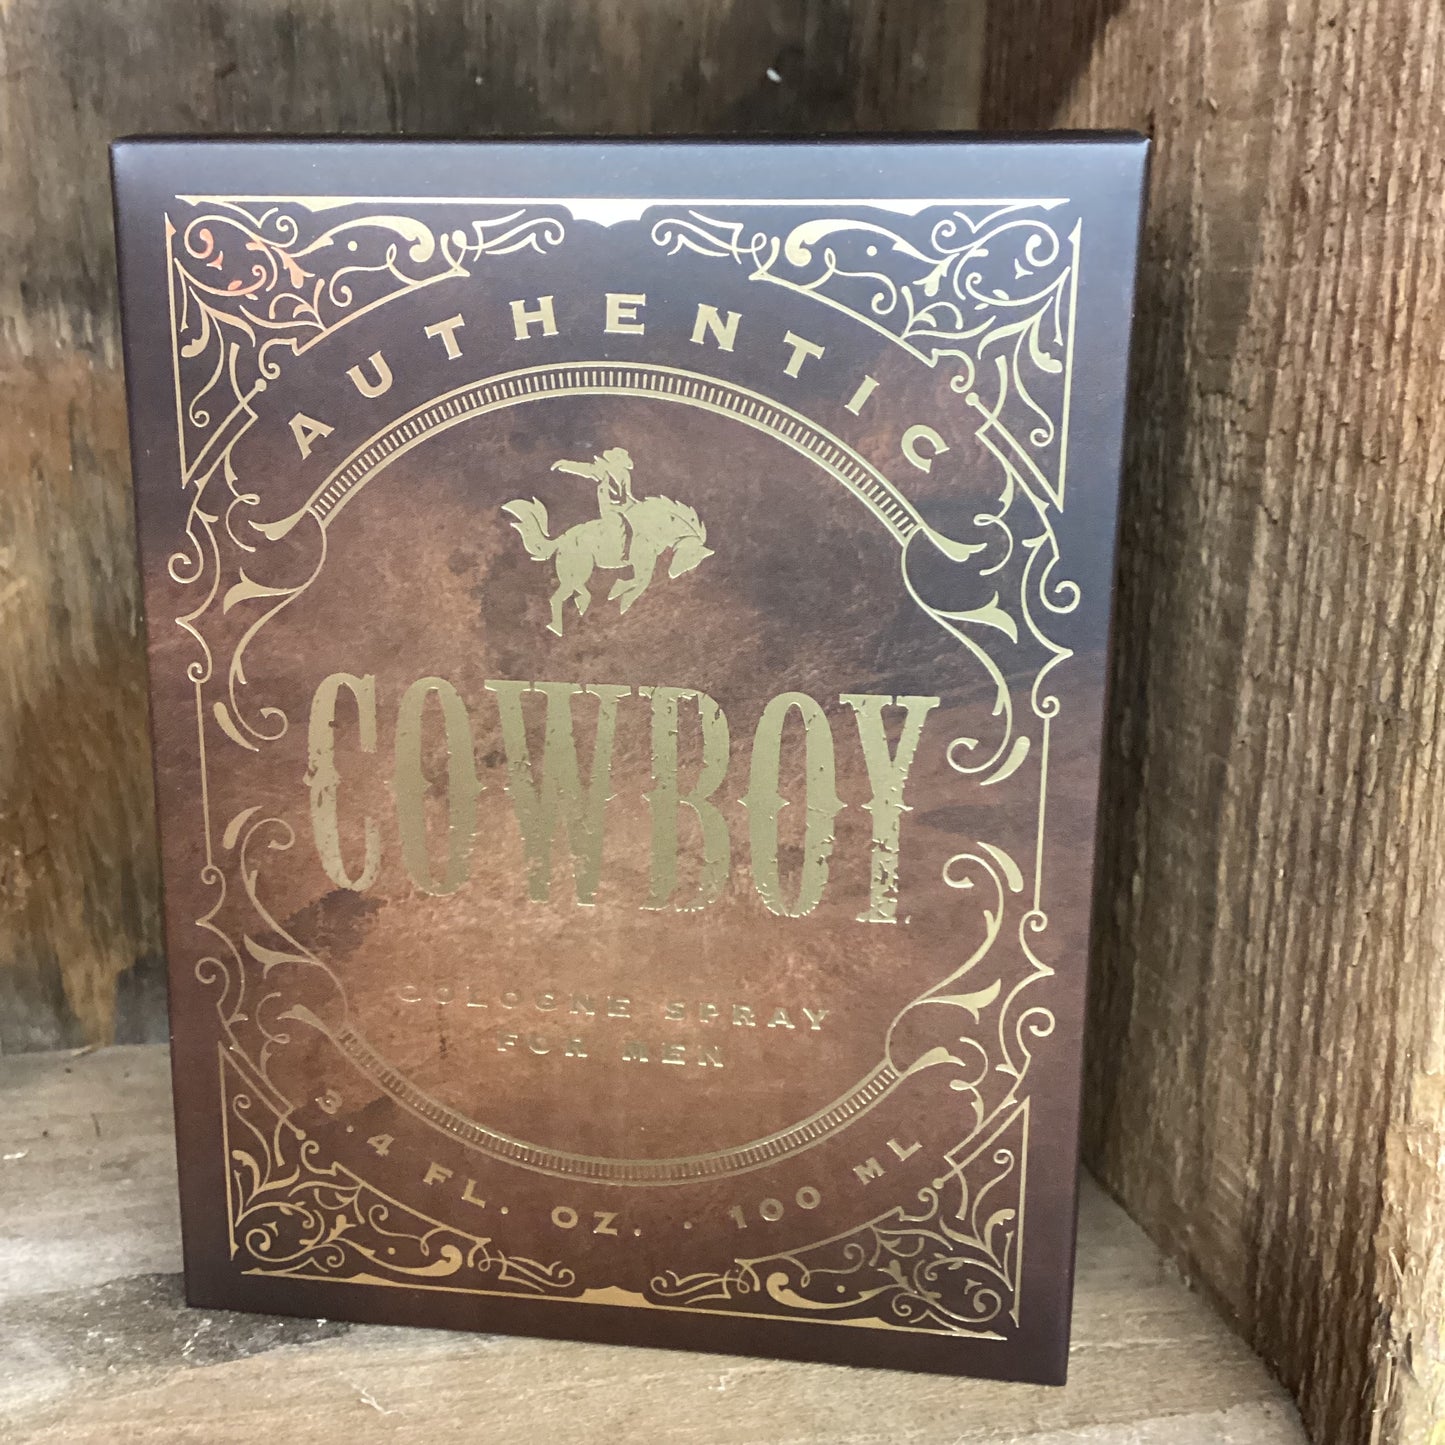 AUTHENTIC
COWBOY
COLOGNE SPRAY
FOR MEN
3.4 FL. OZ. · 100 ML